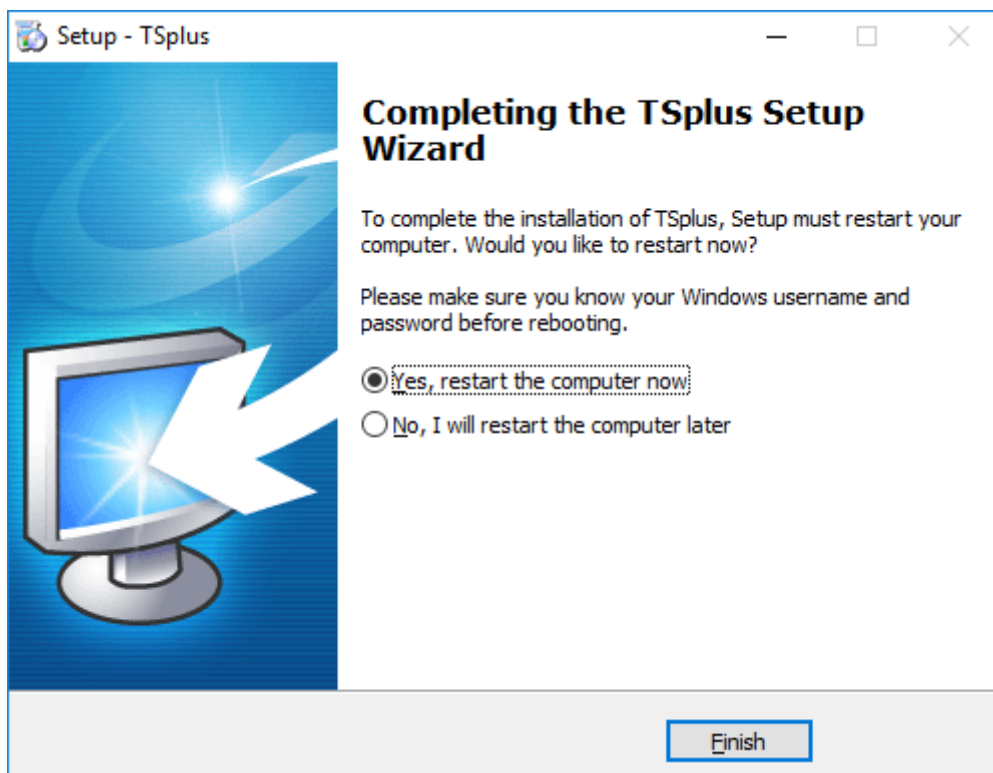 Setup - TSplus
Completing the TSplus Setup
Wizard
To complete the installation of TSplus, Setup must restart your
computer. Would you like to restart now?
Please make sure you know your Windows username and
password before rebooting.
Yes, restart the computer now
No, I will restart the computer later
Finish